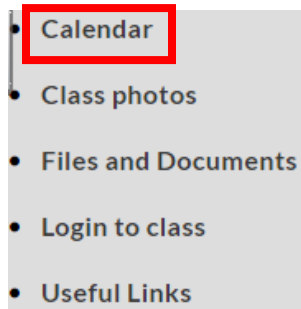 Calendar
Class photos
Files and Documents
Login to class
Useful Links